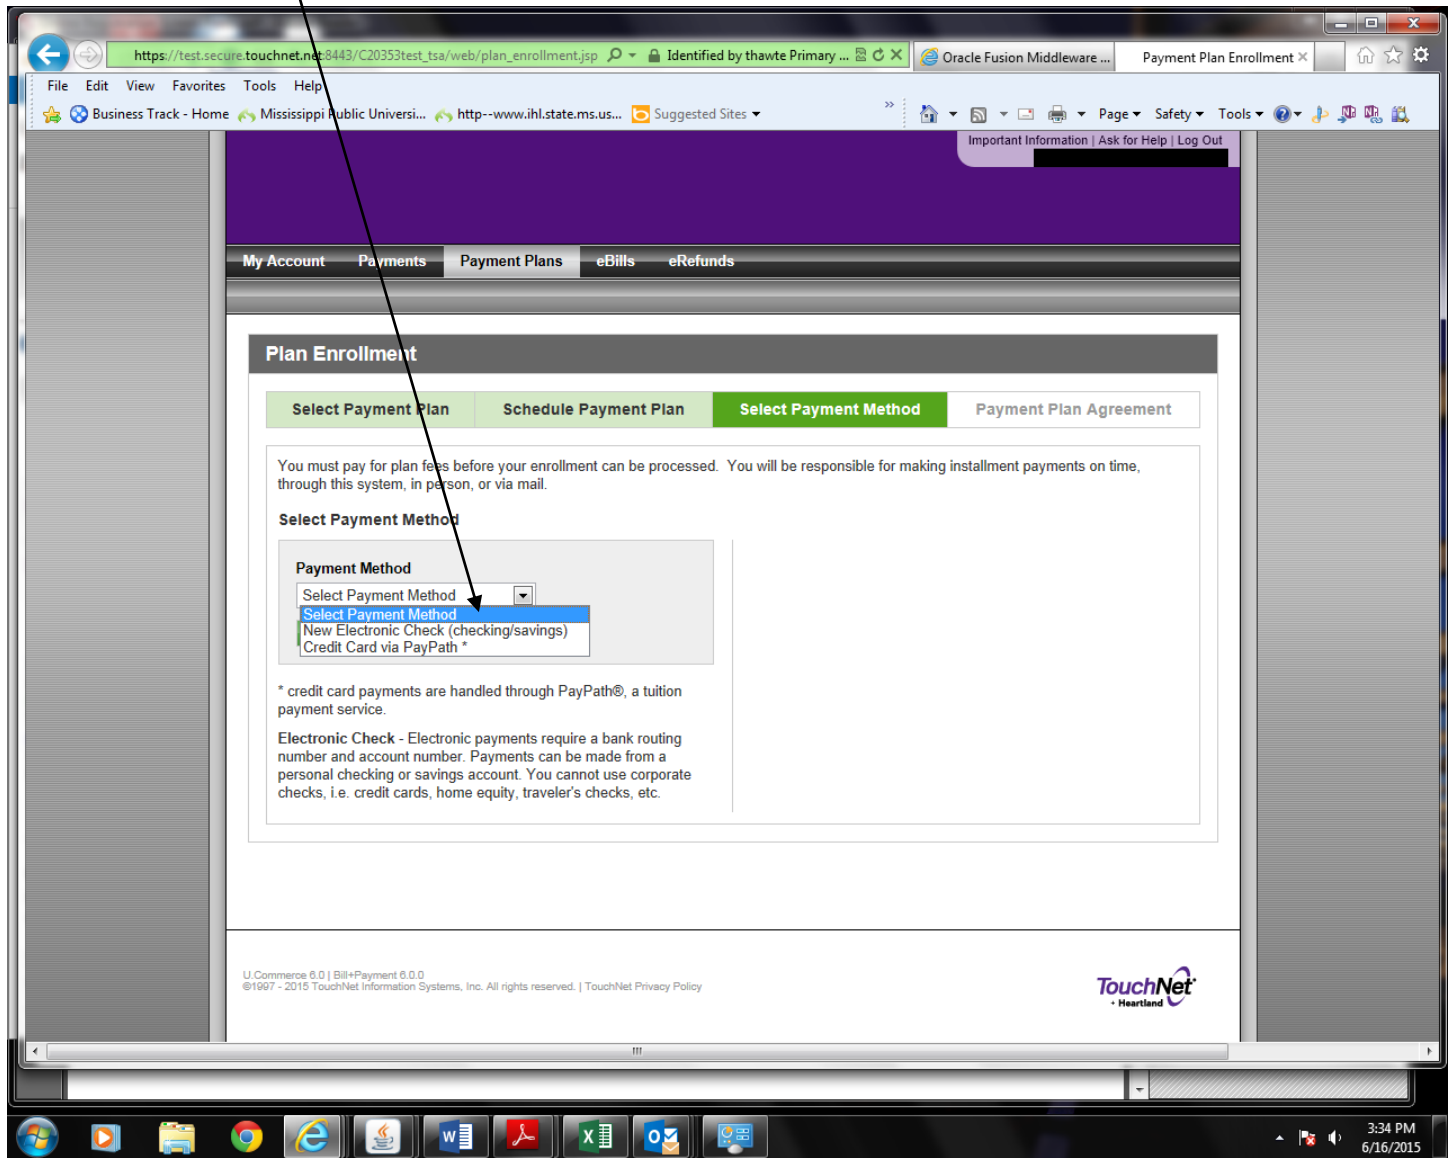 https://test.secure.touchnet.net:8443/C20353test_tsa/web/plan_enrollment.jsp
Identified by thawte Primary ...
Oracle Fusion Middleware ...
Payment Plan Enrollment
File Edit View Favorites Tools Help
Business Track - Home
Mississippi Public Universi...
http--www.ihl.state.ms.us...
Suggested Sites
Page Safety Tools
Important Information | Ask for Help | Log Out
My Account Payments Payment Plans eBills eRefunds
Plan Enrollment
Select Payment Plan Schedule Payment Plan Select Payment Method Payment Plan Agreement
You must pay for plan fees before your enrollment can be processed. You will be responsible for making installment payments on time,
through this system, in person, or via mail.
Select Payment Method
Payment Method
Select Payment Method
Select Payment Method
New Electronic Check (checking/savings)
Credit Card via PayPath *
* credit card payments are handled through PayPath®, a tuition
payment service.
Electronic Check - Electronic payments require a bank routing
number and account number. Payments can be made from a
personal checking or savings account. You cannot use corporate
checks, i.e. credit cards, home equity, traveler's checks, etc.
U.Commerce 6.0 | Bill+Payment 6.0.0
©1997 - 2015 TouchNet Information Systems, Inc. All rights reserved. | TouchNet Privacy Policy
TouchNet
+ Heartland
3:34 PM
6/16/2015